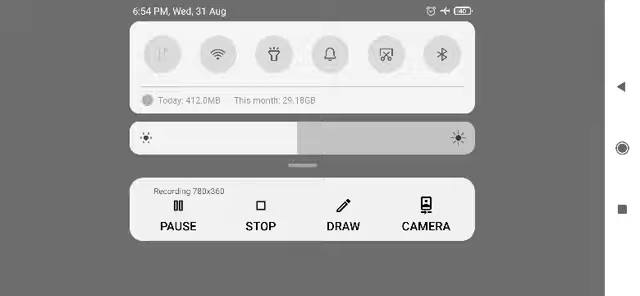 6:54 PM, Wed, 31 Aug
40
Today: 412.0MB This month: 29.18GB
Recording 780x360
PAUSE STOP DRAW CAMERA